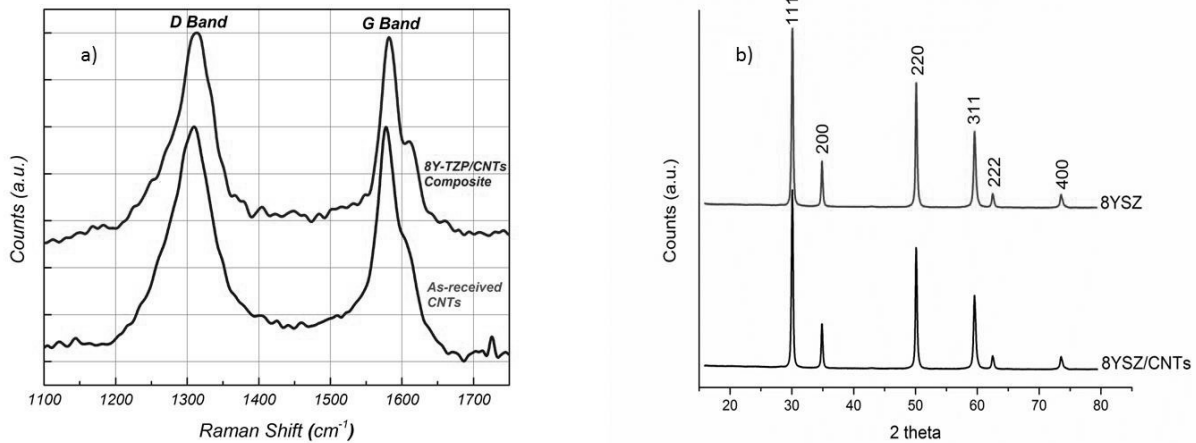 a)
D Band
G Band
8Y-TZP/CNTs
Composite
As-received
CNTs
Counts (a.u.)
1100 1200 1300 1400 1500 1600 1700
Raman Shift (cm⁻¹)
b)
111
200
220
311
222
400
8YSZ
8YSZ/CNTs
Counts (a.u.)
20 30 40 50 60 70 80
2 theta